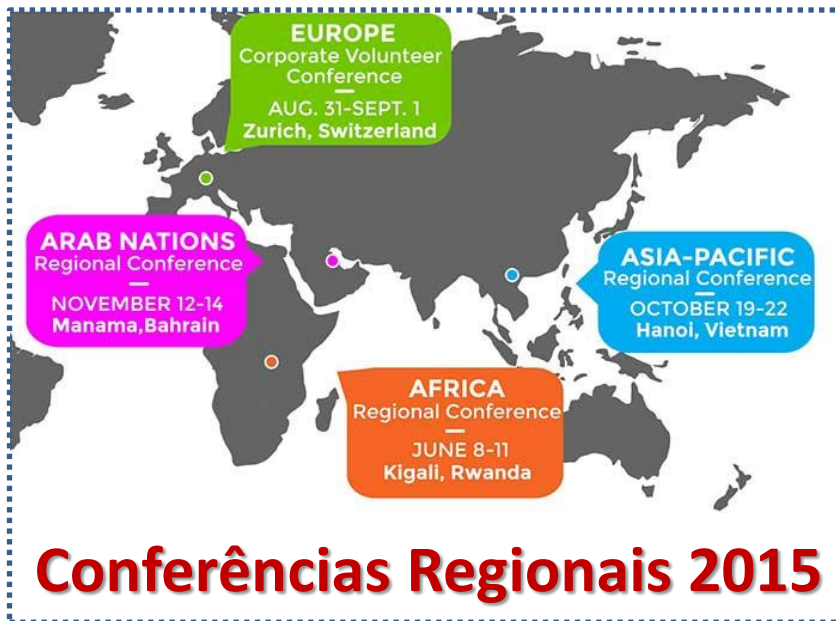 EUROPE
Corporate Volunteer
Conference
AUG. 31-SEPT. 1
Zurich, Switzerland
ARAB NATIONS
Regional Conference
NOVEMBER 12-14
Manama,Bahrain
ASIA-PACIFIC
Regional Conference
OCTOBER 19-22
Hanoi, Vietnam
AFRICA
Regional Conference
JUNE 8-11
Kigali, Rwanda
Conferências Regionais 2015